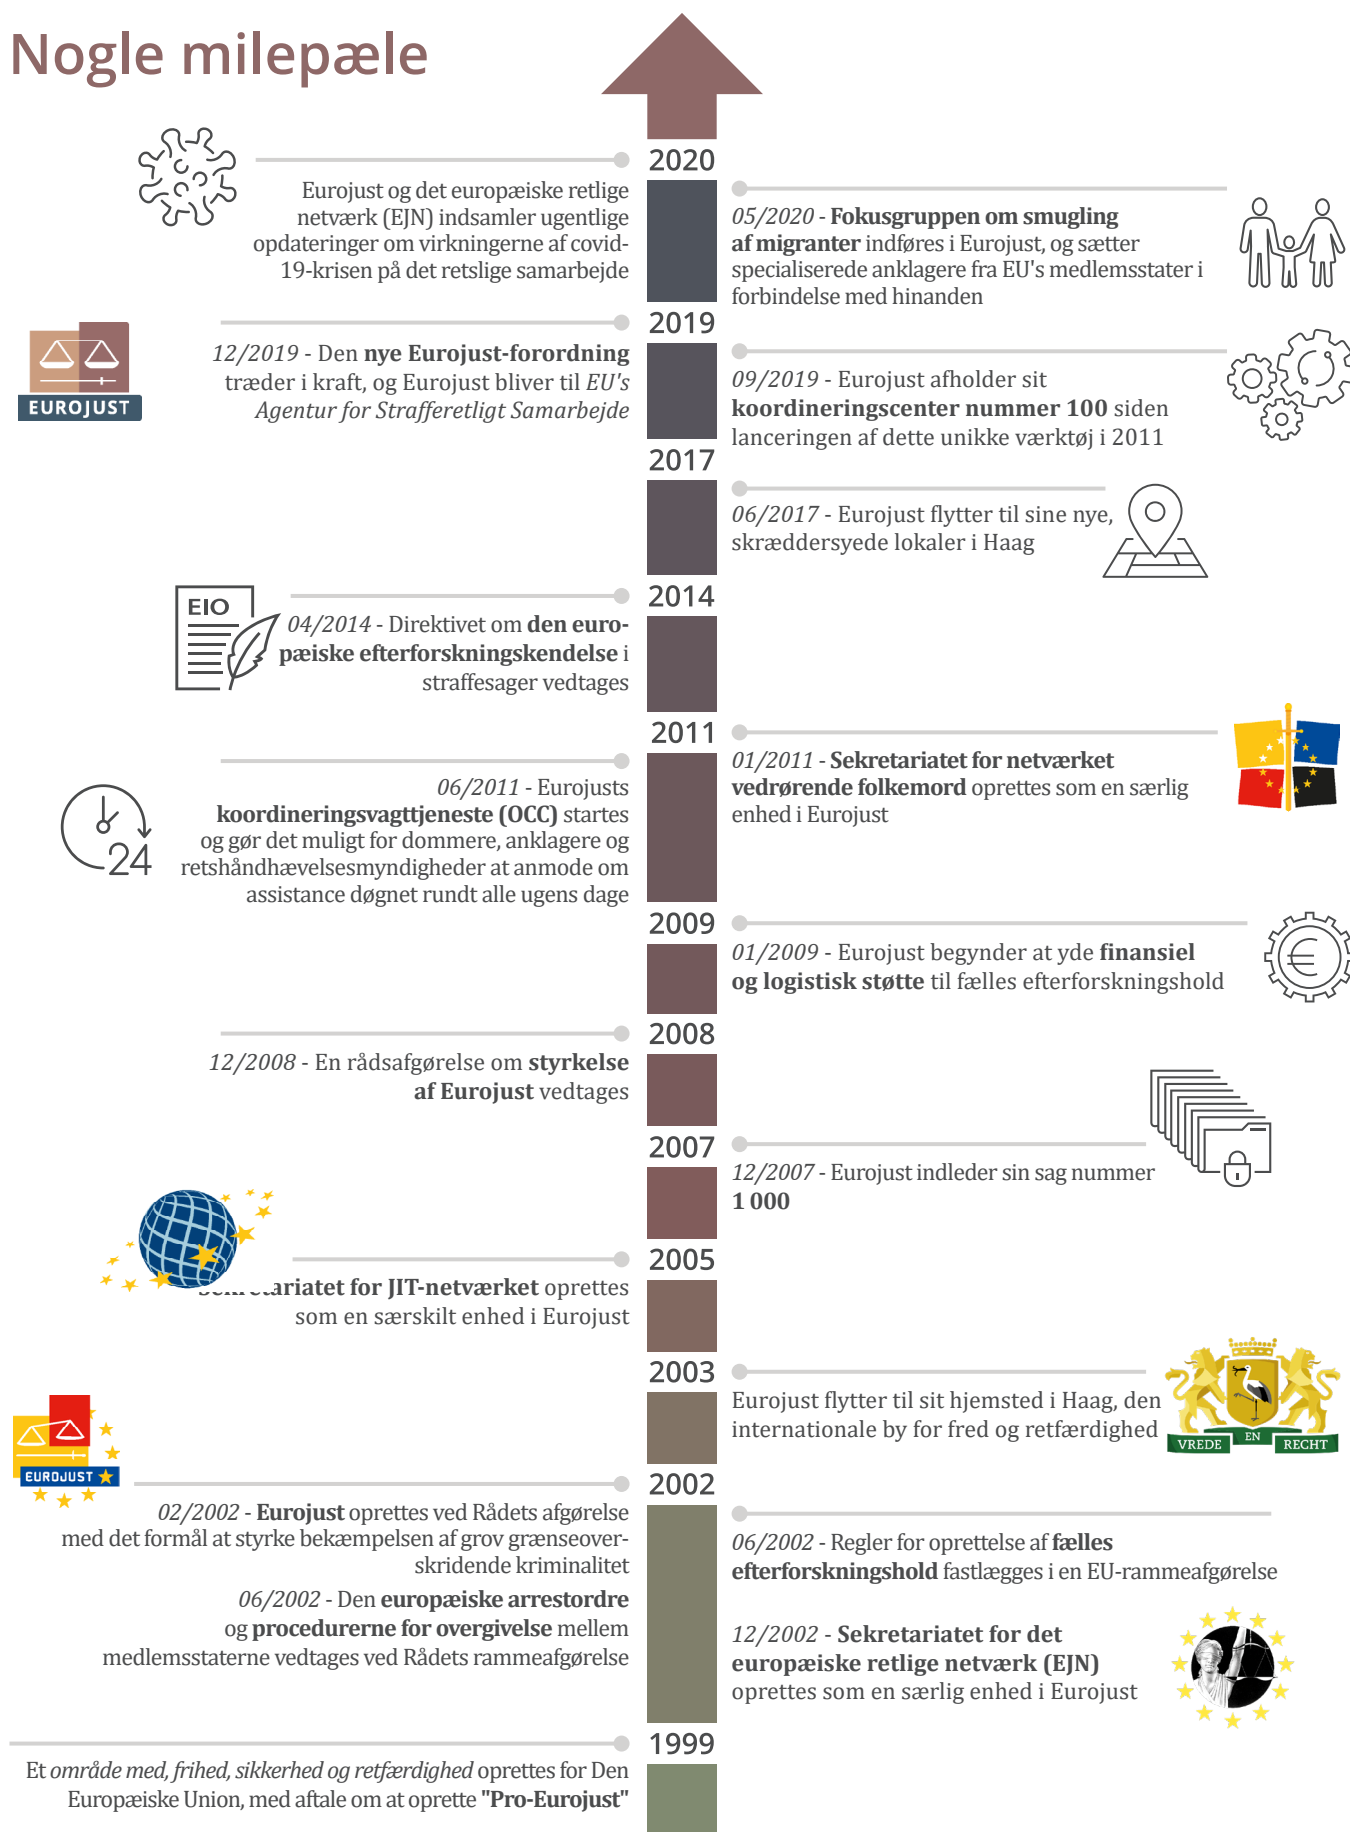 Nogle milepæle
2020
Eurojust og det europæiske retlige
netværk (EJN) indsamler ugentlige
opdateringer om virkningerne af covid-
19-krisen på det retslige samarbejde
05/2020 - Fokusgruppen om smugling
af migranter indføres i Eurojust, og sætter
specialiserede anklagere fra EU's medlemsstater i
forbindelse med hinanden
2019
EUROJUST
12/2019 - Den nye Eurojust-forordning
træder i kraft, og Eurojust bliver til EU's
Agentur for Strafferetligt Samarbejde
09/2019 - Eurojust afholder sit
koordineringscenter nummer 100 siden
lanceringen af dette unikke værktøj i 2011
2017
06/2017 - Eurojust flytter til sine nye,
skræddersyede lokaler i Haag
2014
EIO
04/2014 - Direktivet om den euro-
pæiske efterforskningskendelse i
straffesager vedtages
2011
01/2011 - Sekretariatet for netværket
vedrørende folkemord oprettes som en særlig
enhed i Eurojust
06/2011 - Eurojusts
koordineringsvagttjeneste (OCC) startes
og gør det muligt for dommere, anklagere og
retshåndhævelsesmyndigheder at anmode om
assistance døgnet rundt alle ugens dage
24
2009
01/2009 - Eurojust begynder at yde finansiel
og logistisk støtte til fælles efterforskningshold
2008
12/2008 - En rådsafgørelse om styrkelse
af Eurojust vedtages
2007
12/2007 - Eurojust indleder sin sag nummer
1 000
2005
for JIT-netværket oprettes
som en særskilt enhed i Eurojust
2003
Eurojust flytter til sit hjemsted i Haag, den
internationale by for fred og retfærdighed
VREDE EN RECHT
2002
EUROJUST
02/2002 - Eurojust oprettes ved Rådets afgørelse
med det formål at styrke bekæmpelsen af grov grænseover-
skridende kriminalitet
06/2002 - Den europæiske arrestordre
og procedurerne for overgivelse mellem
medlemsstaterne vedtages ved Rådets rammeafgørelse
06/2002 - Regler for oprettelse af fælles
efterforskningshold fastlægges i en EU-rammeafgørelse
12/2002 - Sekretariatet for det
europæiske retlige netværk (EJN)
oprettes som en særlig enhed i Eurojust
1999
Et område med, frihed, sikkerhed og retfærdighed oprettes for Den
Europæiske Union, med aftale om at oprette "Pro-Eurojust"